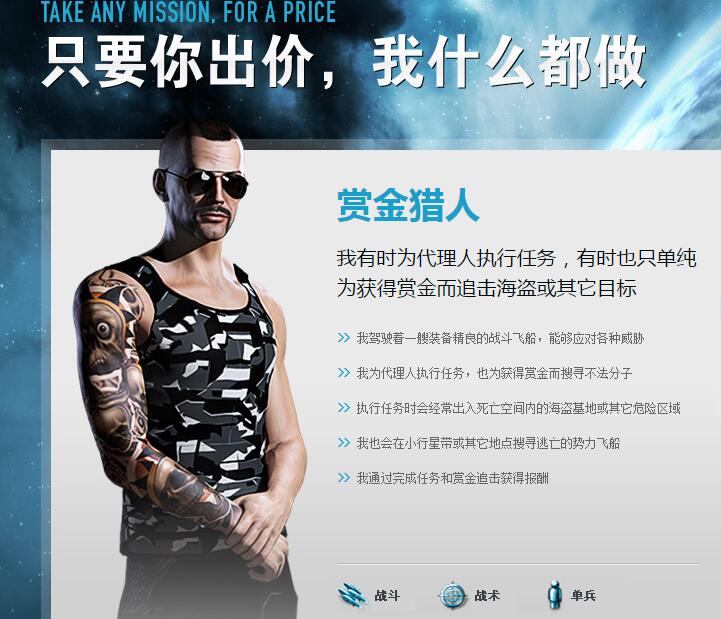 TAKE ANY MISSION, FOR A PRICE
只要你出价，我什么都做
赏金猎人
我有时为代理人执行任务，有时也只单纯
为获得赏金而追击海盗或其它目标
>> 我驾驶着一艘装备精良的战斗飞船，能够应对各种威胁
>> 我为代理人执行任务，也为获得赏金而搜寻不法分子
>> 执行任务时会经常出入死亡空间内的海盗基地或其它危险区域
>> 我也会在小行星带或其它地点搜寻逃亡的势力飞船
>> 我通过完成任务和赏金追击获得报酬
战斗 战术 单兵